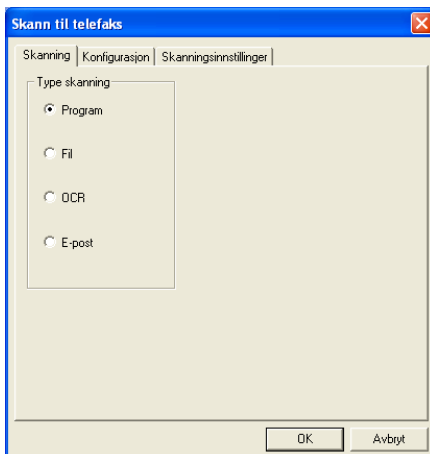 Skann til telefaks
Skanning Konfigurasjon Skanningsinnstillinger
Type skanning
Program
Fil
OCR
E-post
OK Avbryt